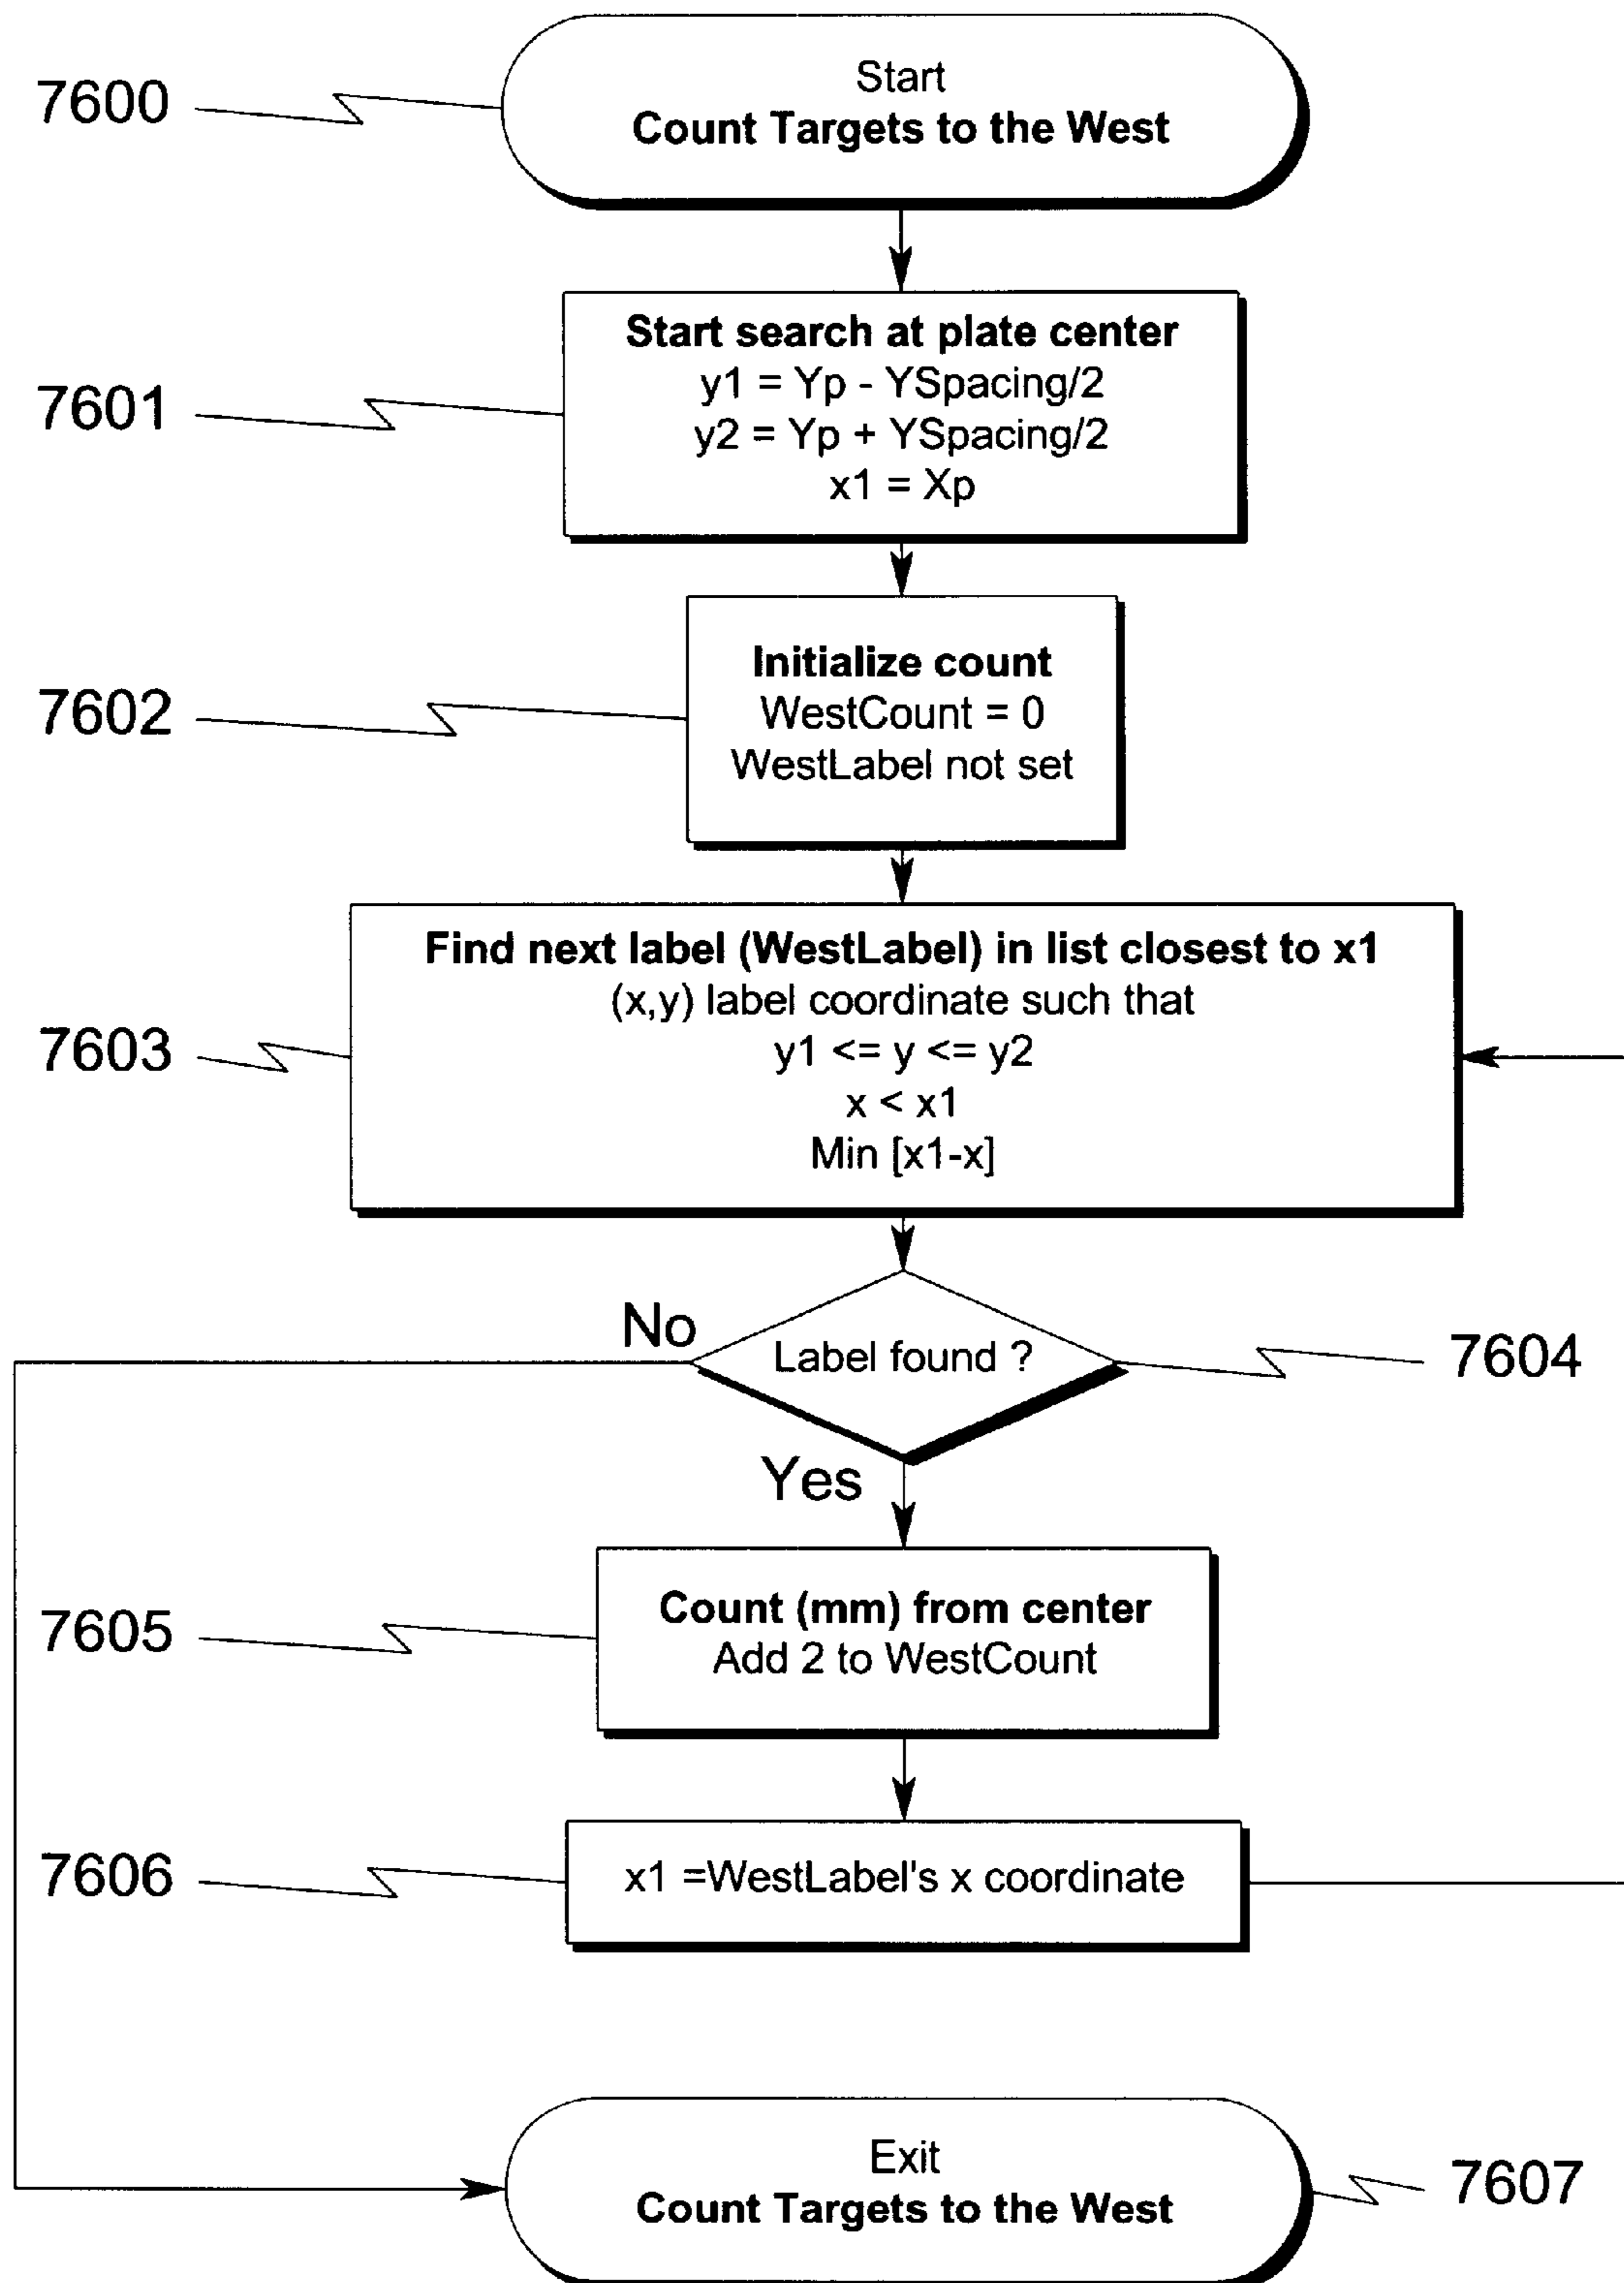 7600
Start
Count Targets to the West
7601
Start search at plate center
y1 = Yp - YSpacing/2
y2 = Yp + YSpacing/2
x1 = Xp
7602
Initialize count
WestCount = 0
WestLabel not set
7603
Find next label (WestLabel) in list closest to x1
(x,y) label coordinate such that
y1 <= y <= y2
x < x1
Min [x1-x]
No
Label found ?
7604
Yes
7605
Count (mm) from center
Add 2 to WestCount
7606
x1 =WestLabel's x coordinate
Exit
Count Targets to the West
7607